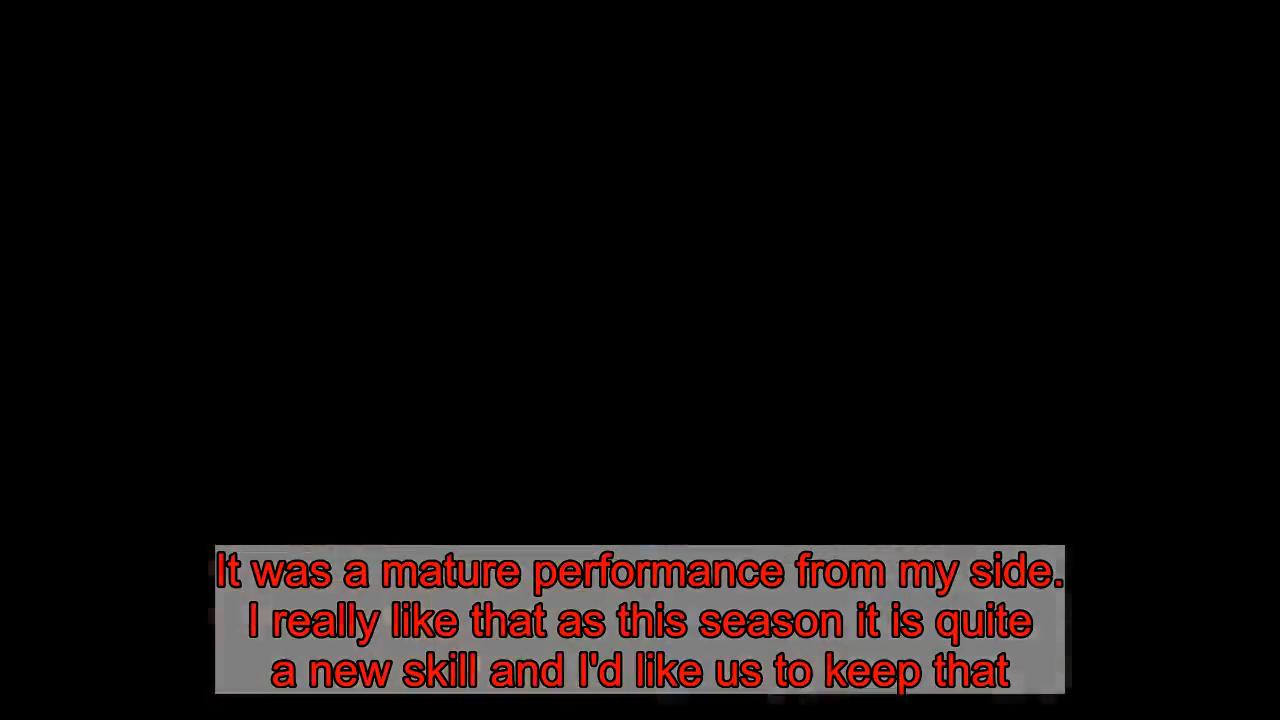 It was a mature performance from my side.
I really like that as this season it is quite
a new skill and I'd like us to keep that